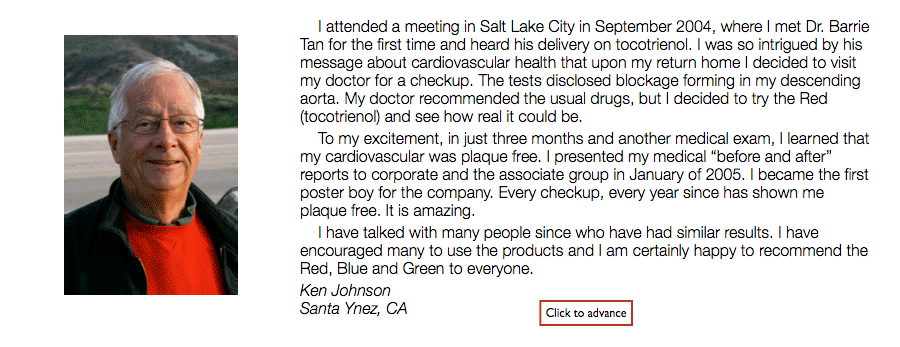 I attended a meeting in Salt Lake City in September 2004, where I met Dr. Barrie
Tan for the first time and heard his delivery on tocotrienol. I was so intrigued by his
message about cardiovascular health that upon my return home I decided to visit
my doctor for a checkup. The tests disclosed blockage forming in my descending
aorta. My doctor recommended the usual drugs, but I decided to try the Red
(tocotrienol) and see how real it could be.
To my excitement, in just three months and another medical exam, I learned that
my cardiovascular was plaque free. I presented my medical “before and after”
reports to corporate and the associate group in January of 2005. I became the first
poster boy for the company. Every checkup, every year since has shown me
plaque free. It is amazing.
I have talked with many people since who have had similar results. I have
encouraged many to use the products and I am certainly happy to recommend the
Red, Blue and Green to everyone.
Ken Johnson
Santa Ynez, CA
Click to advance